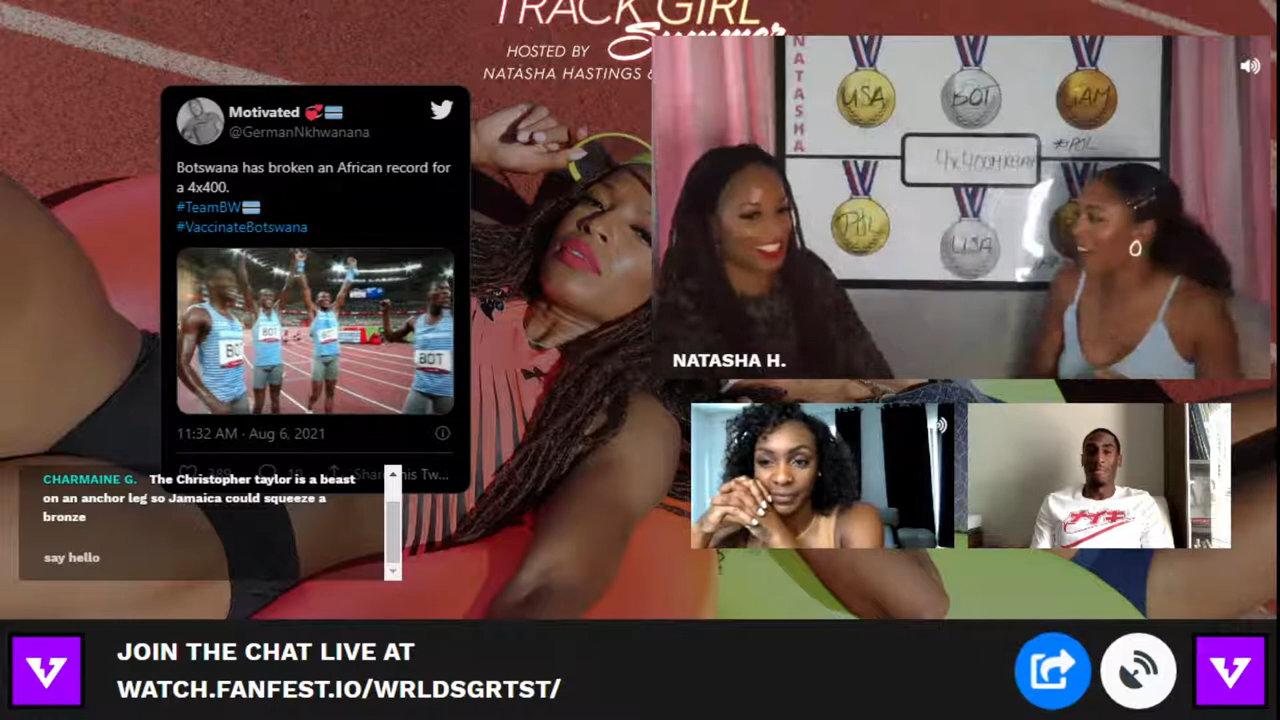 TRACK GIRL
Summer
HOSTED BY
NATASHA HASTINGS &
Motivated
@GermanNkhwanana
Botswana has broken an African record for
a 4x400.
#TeamBW
#VaccinateBotswana
BOT
BOT
BOT
11:32 AM · Aug 6, 2021
CHARMAINE G. The Christopher taylor is a beast
on an anchor leg so Jamaica could squeeze a
bronze
say hello
NATASHA
USA
BOT
JAM
#POL
4x400M RELAY
POL
USA
NATASHA H.
JOIN THE CHAT LIVE AT
WATCH.FANFEST.IO/WRLDSGRTST/